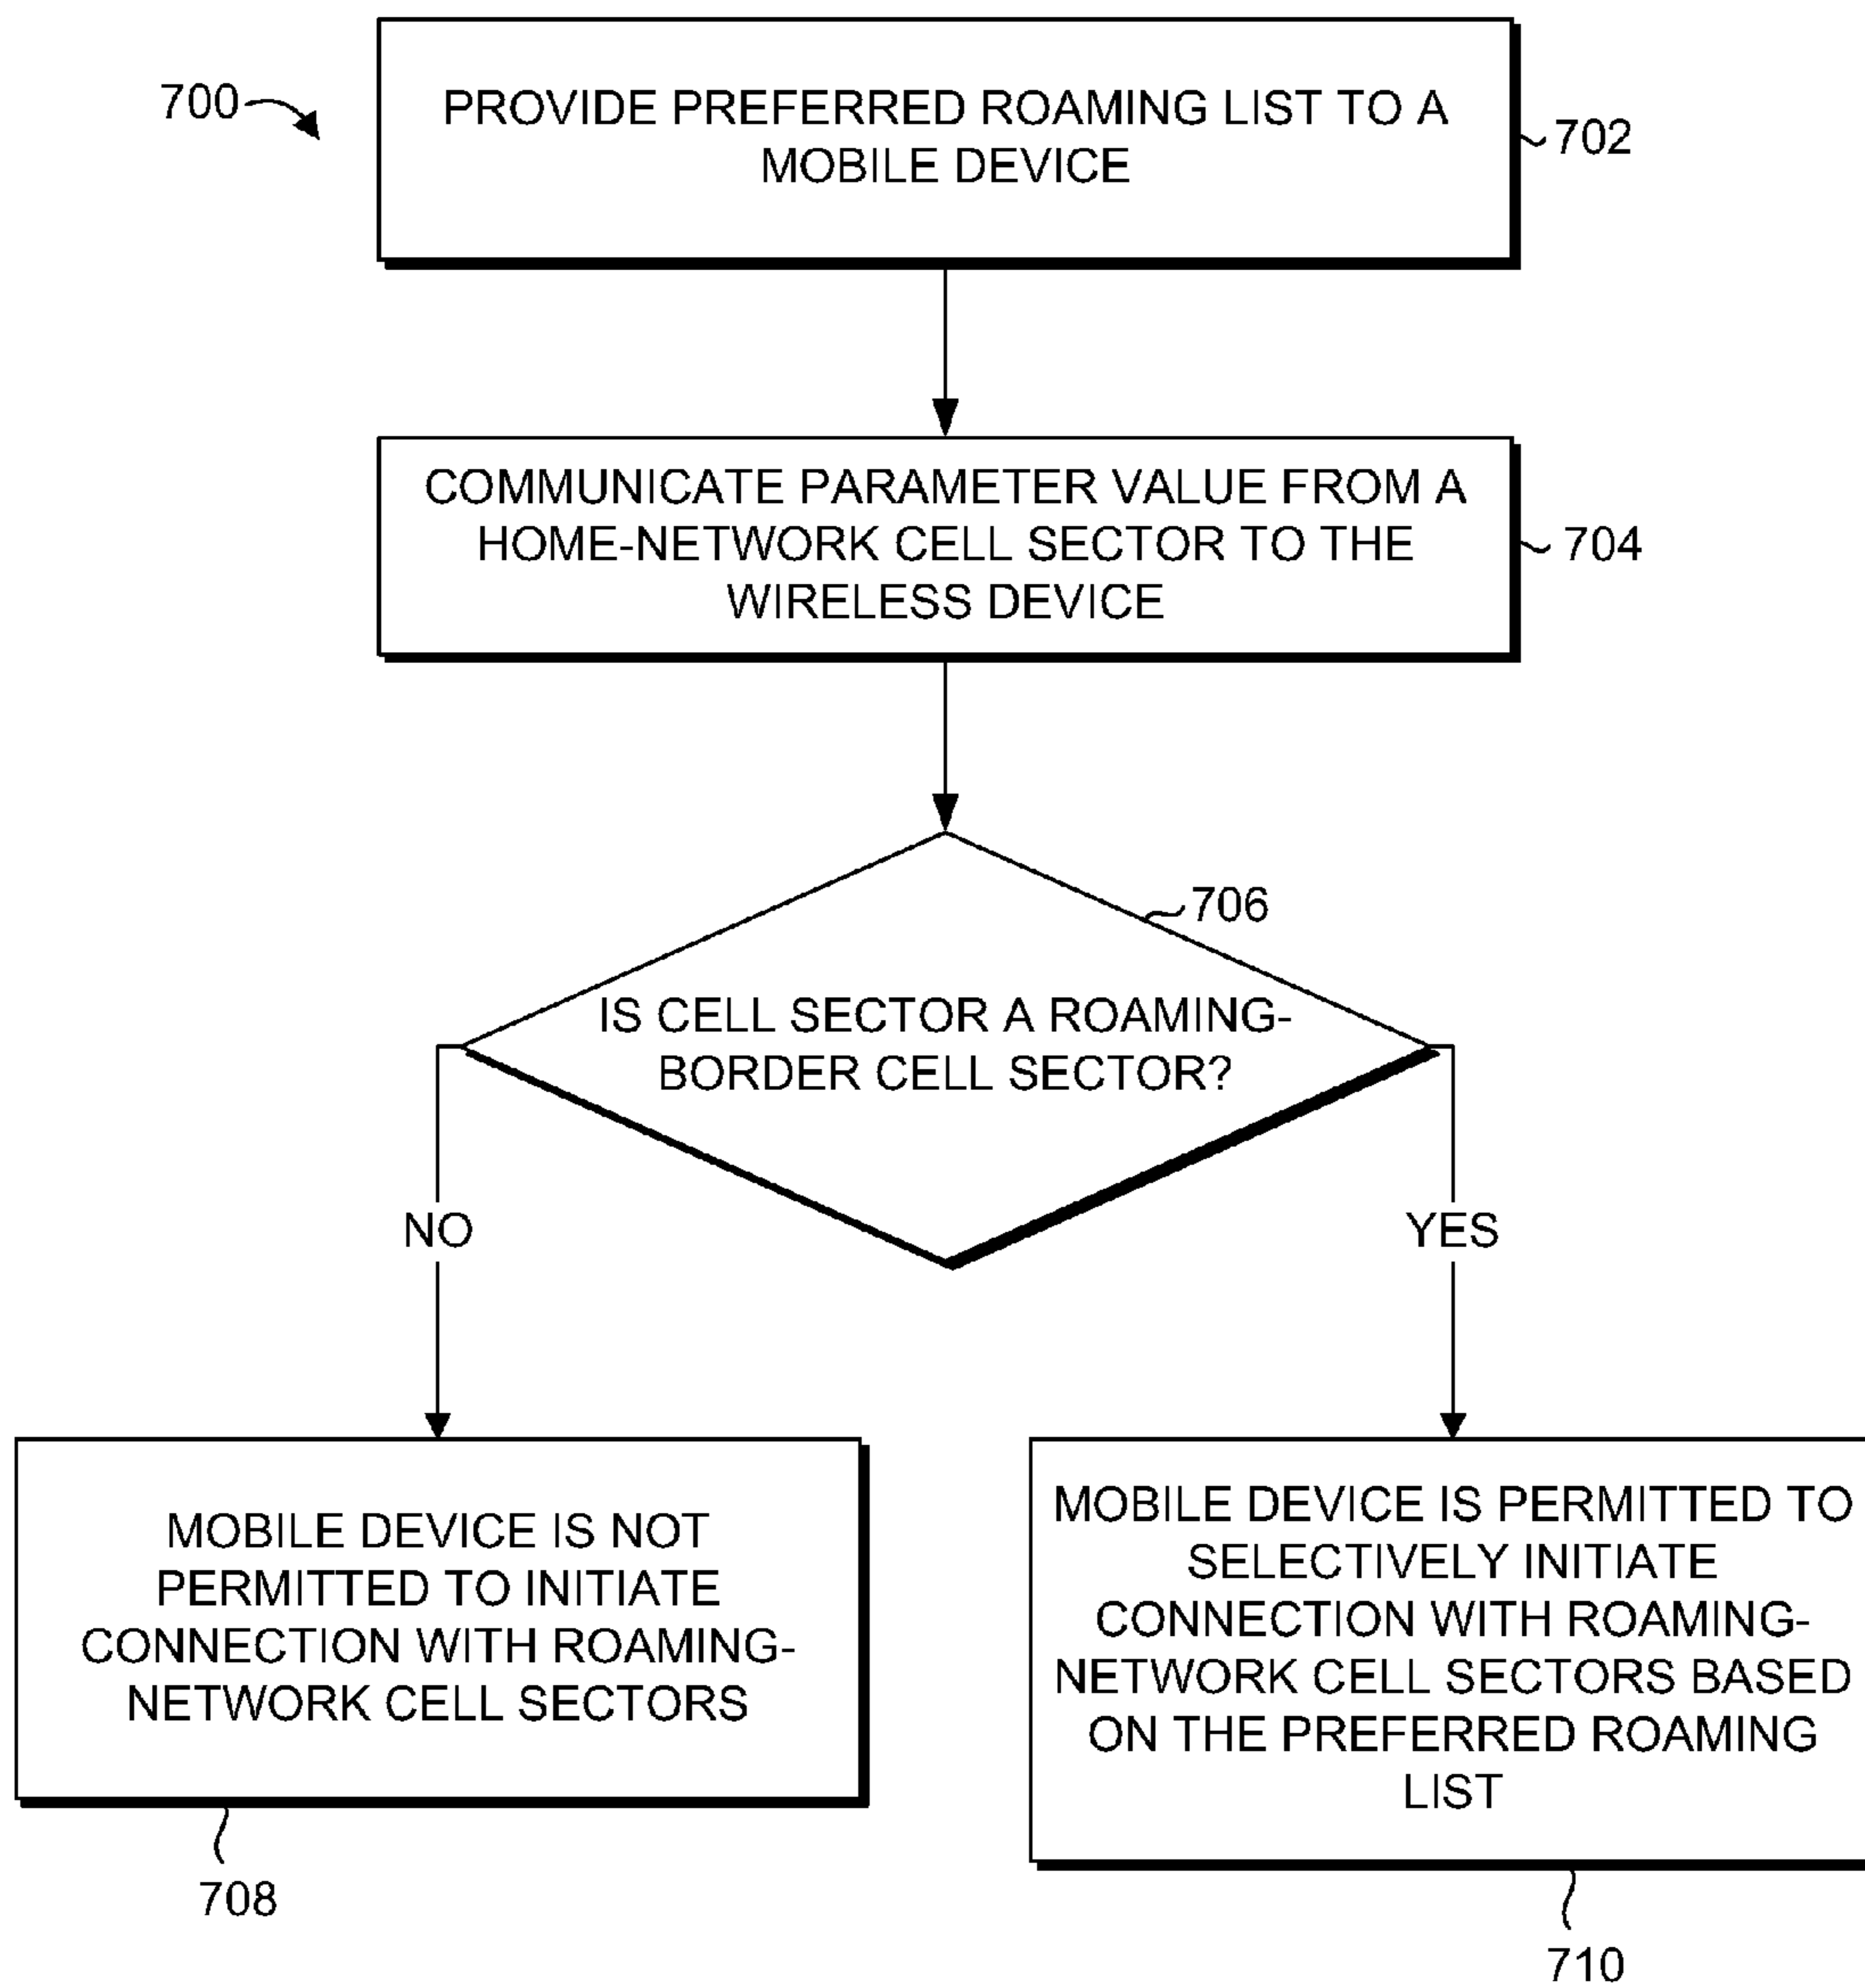 700
PROVIDE PREFERRED ROAMING LIST TO A
MOBILE DEVICE
702
COMMUNICATE PARAMETER VALUE FROM A
HOME-NETWORK CELL SECTOR TO THE
WIRELESS DEVICE
704
706
IS CELL SECTOR A ROAMING-
BORDER CELL SECTOR?
NO
YES
MOBILE DEVICE IS NOT
PERMITTED TO INITIATE
CONNECTION WITH ROAMING-
NETWORK CELL SECTORS
708
MOBILE DEVICE IS PERMITTED TO
SELECTIVELY INITIATE
CONNECTION WITH ROAMING-
NETWORK CELL SECTORS BASED
ON THE PREFERRED ROAMING
LIST
710